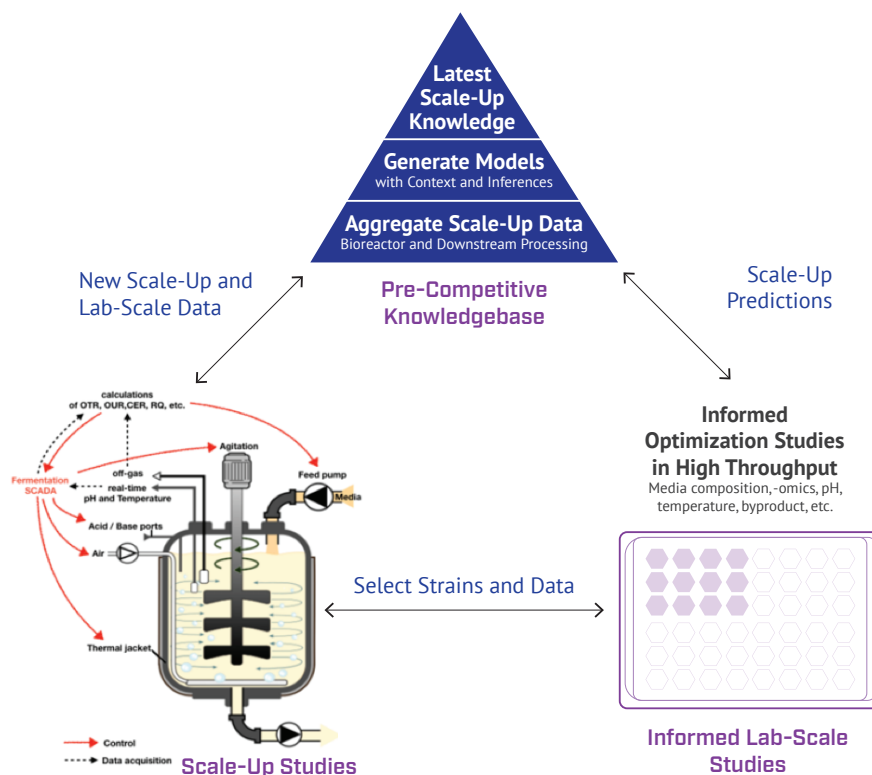 Latest
Scale-Up
Knowledge
Generate Models
with Context and Inferences
Aggregate Scale-Up Data
Bioreactor and Downstream Processing
New Scale-Up and
Lab-Scale Data
Pre-Competitive
Knowledgebase
Scale-Up
Predictions
calculations
of OTR, OUR,CER, RQ, etc.
Agitation
off-gas
Feed pump
Fermentation
SCADA
real-time
pH and Temperature
Media
Acid / Base ports
Air
Thermal jacket
Control
Data acquisition
Scale-Up Studies
Select Strains and Data
Informed
Optimization Studies
in High Throughput
Media composition, -omics, pH,
temperature, byproduct, etc.
Informed Lab-Scale
Studies